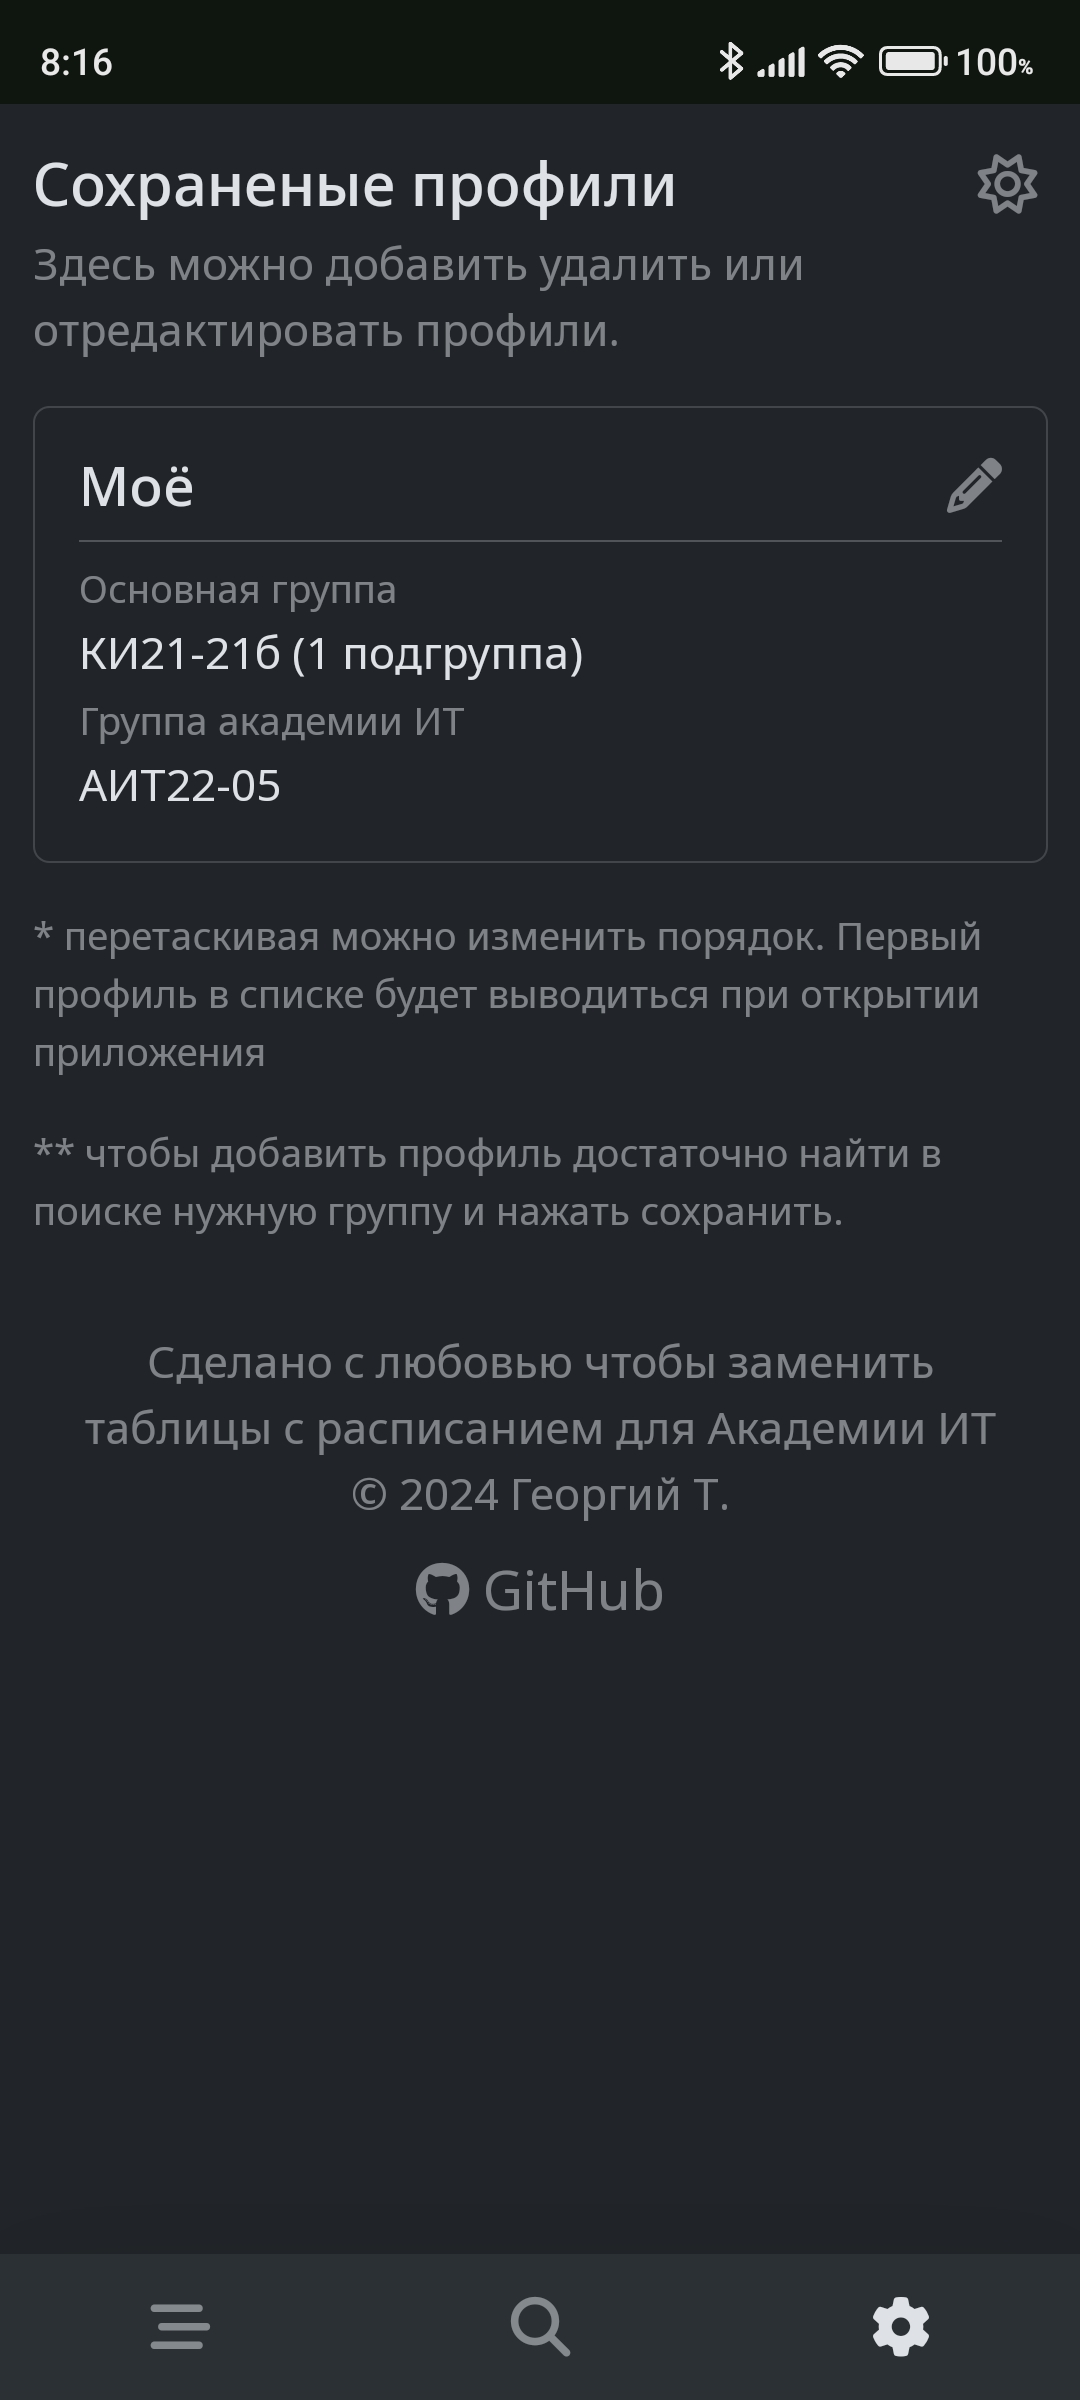 8:16
100%
Сохраненые профили
Здесь можно добавить удалить или
отредактировать профили.
Моё
Основная группа
КИ21-21б (1 подгруппа)
Группа академии ИТ
АИТ22-05
* перетаскивая можно изменить порядок. Первый
профиль в списке будет выводиться при открытии
приложения
** чтобы добавить профиль достаточно найти в
поиске нужную группу и нажать сохранить.
Сделано с любовью чтобы заменить
таблицы с расписанием для Академии ИТ
© 2024 Георгий Т.
GitHub